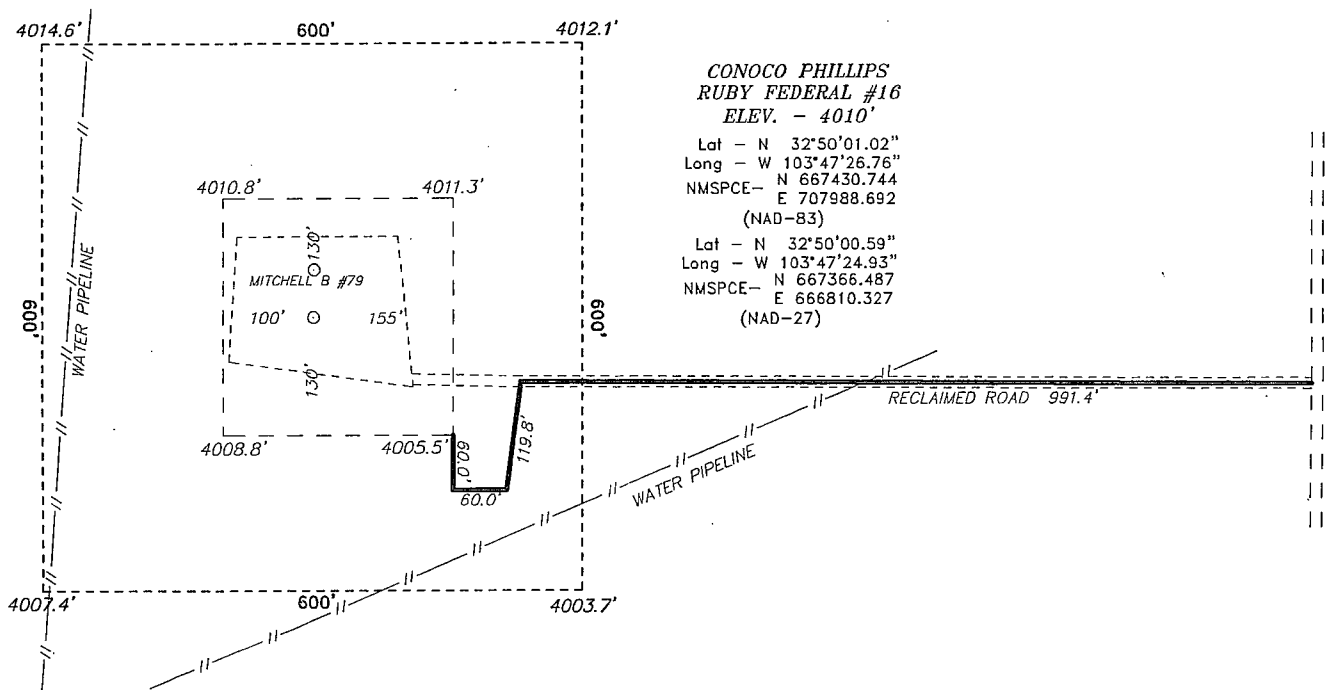 4014.6' 600' 4012.1'
CONOCO PHILLIPS
RUBY FEDERAL #16
ELEV. - 4010'
Lat - N 32°50'01.02"
Long - W 103°47'26.76"
NMSPCE- N 667430.744
E 707988.692
(NAD-83)
Lat - N 32°50'00.59"
Long - W 103°47'24.93"
NMSPCE- N 667366.487
E 666810.327
(NAD-27)
4010.8' 4011.3'
130'
MITCHELL B #79
100' 155'
130'
600'
WATER PIPELINE
600'
RECLAIMED ROAD 991.4'
4008.8' 4005.5'
60.0'
119.8'
60.0'
WATER PIPELINE
4007.4' 600' 4003.7'